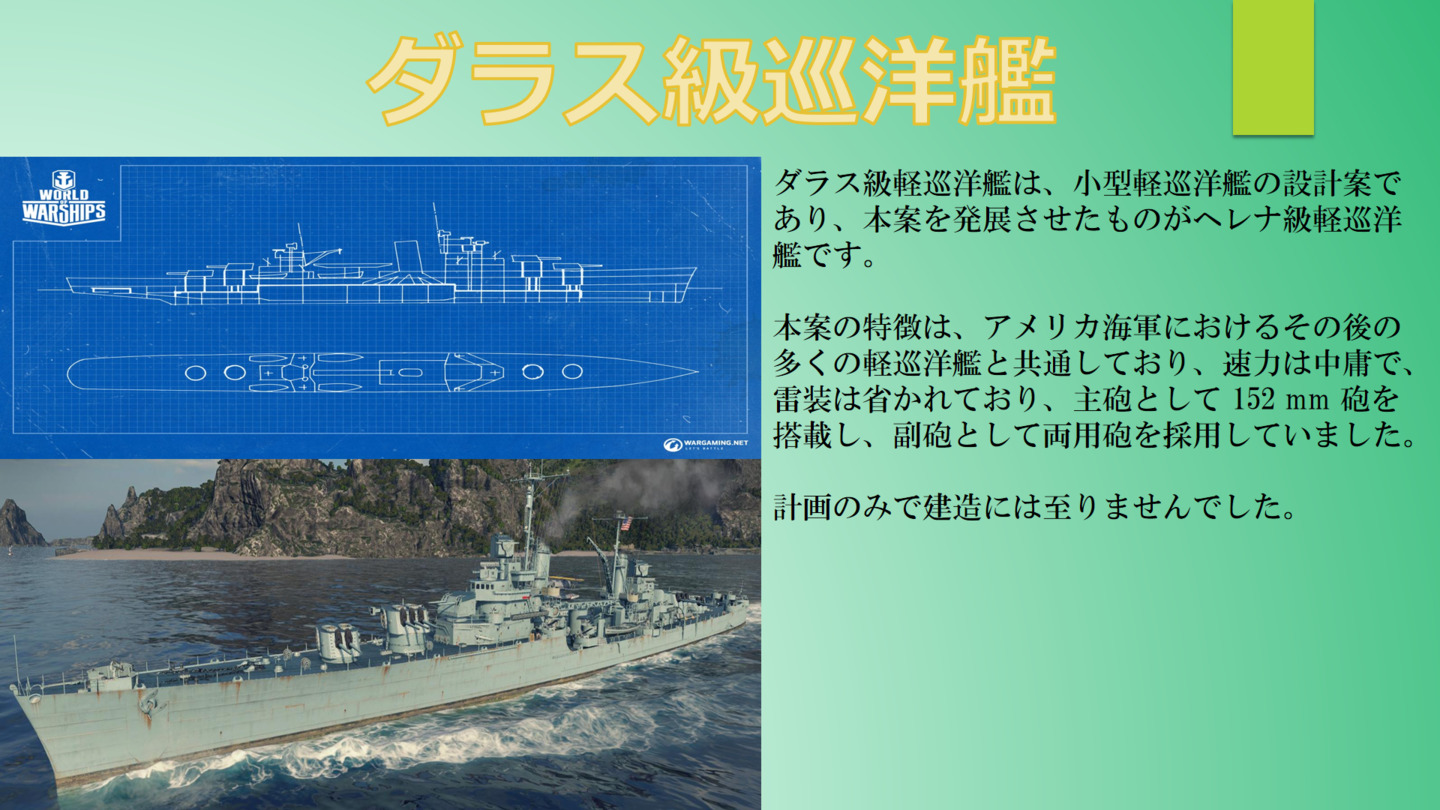 ダラス級巡洋艦
WORLD
OF
WARSHIPS
WARGAMING.NET
LET'S BATTLE
ダラス級軽巡洋艦は、小型軽巡洋艦の設計案で
あり、本案を発展させたものがヘレナ級軽巡洋
艦です。
本案の特徴は、アメリカ海軍におけるその後の
多くの軽巡洋艦と共通しており、速力は中庸で、
雷装は省かれており、主砲として 152 mm 砲を
搭載し、副砲として両用砲を採用していました。
計画のみで建造には至りませんでした。